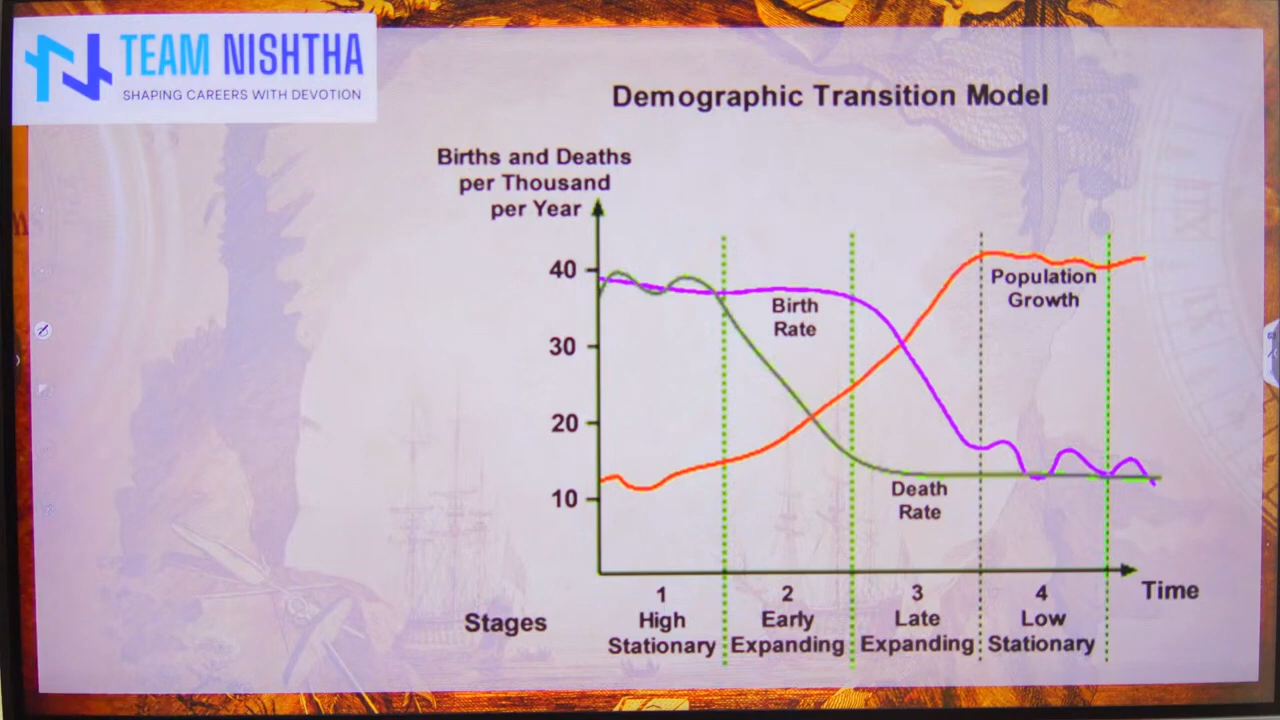 TEAM NISHTHA
SHAPING CAREERS WITH DEVOTION
Demographic Transition Model
Births and Deaths
per Thousand
per Year
40
30
20
10
Birth
Rate
Population
Growth
Death
Rate
Time
Stages
1
High
Stationary
2
Early
Expanding
3
Late
Expanding
4
Low
Stationary